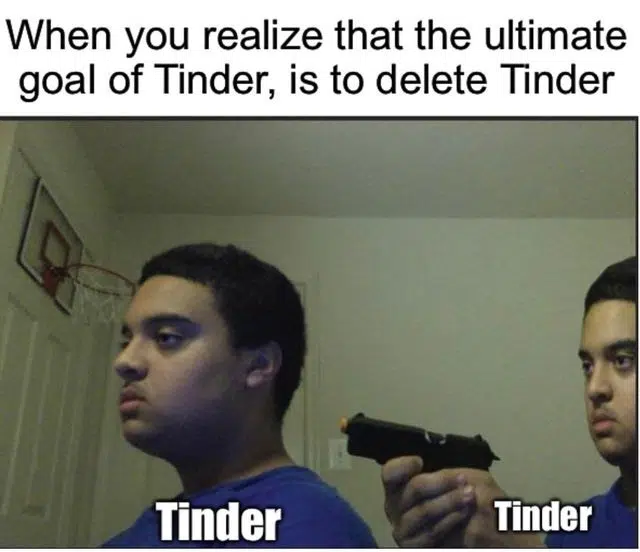 When you realize that the ultimate
goal of Tinder, is to delete Tinder
Tinder
Tinder